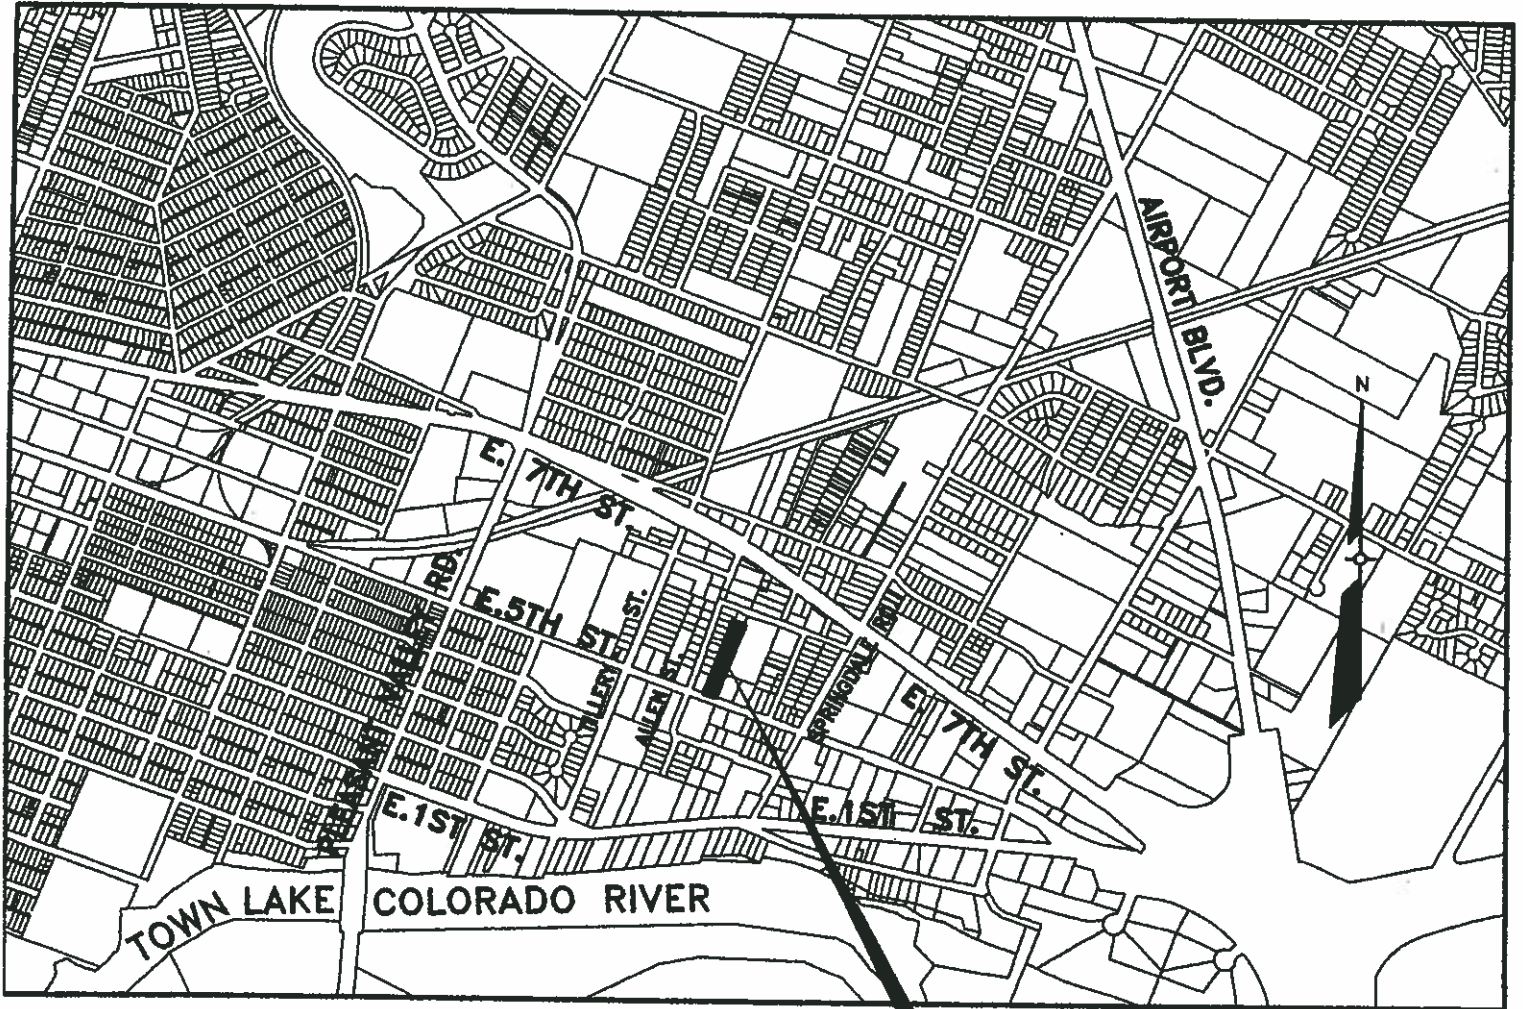 AIRPORT BLVD.
N
E. 7TH ST.
PLEASANT VALLEY RD.
E.5TH ST.
TILLERY ST.
ALLEN ST.
SPRINGDALE RD.
E. 7TH ST.
E.1ST ST.
E.1ST ST.
TOWN LAKE COLORADO RIVER